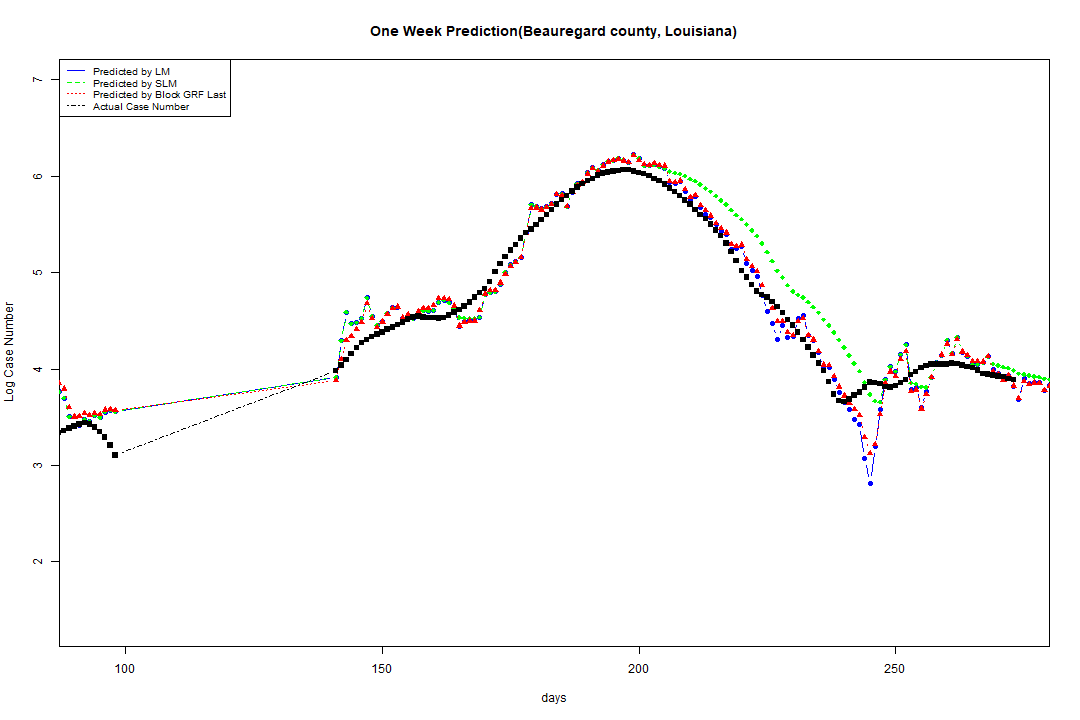 One Week Prediction(Beauregard county, Louisiana)
Predicted by LM
Predicted by SLM
Predicted by Block GRF Last
Actual Case Number
7
6
5
4
3
2
Log Case Number
100 150 200 250
days